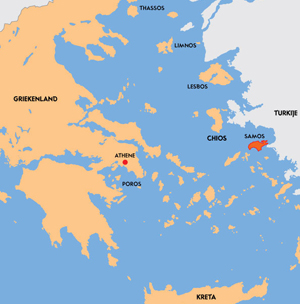 THASSOS
LIMNOS
LESBOS
GRIEKENLAND
TURKIJE
CHIOS
SAMOS
ATHENE
POROS
KRETA